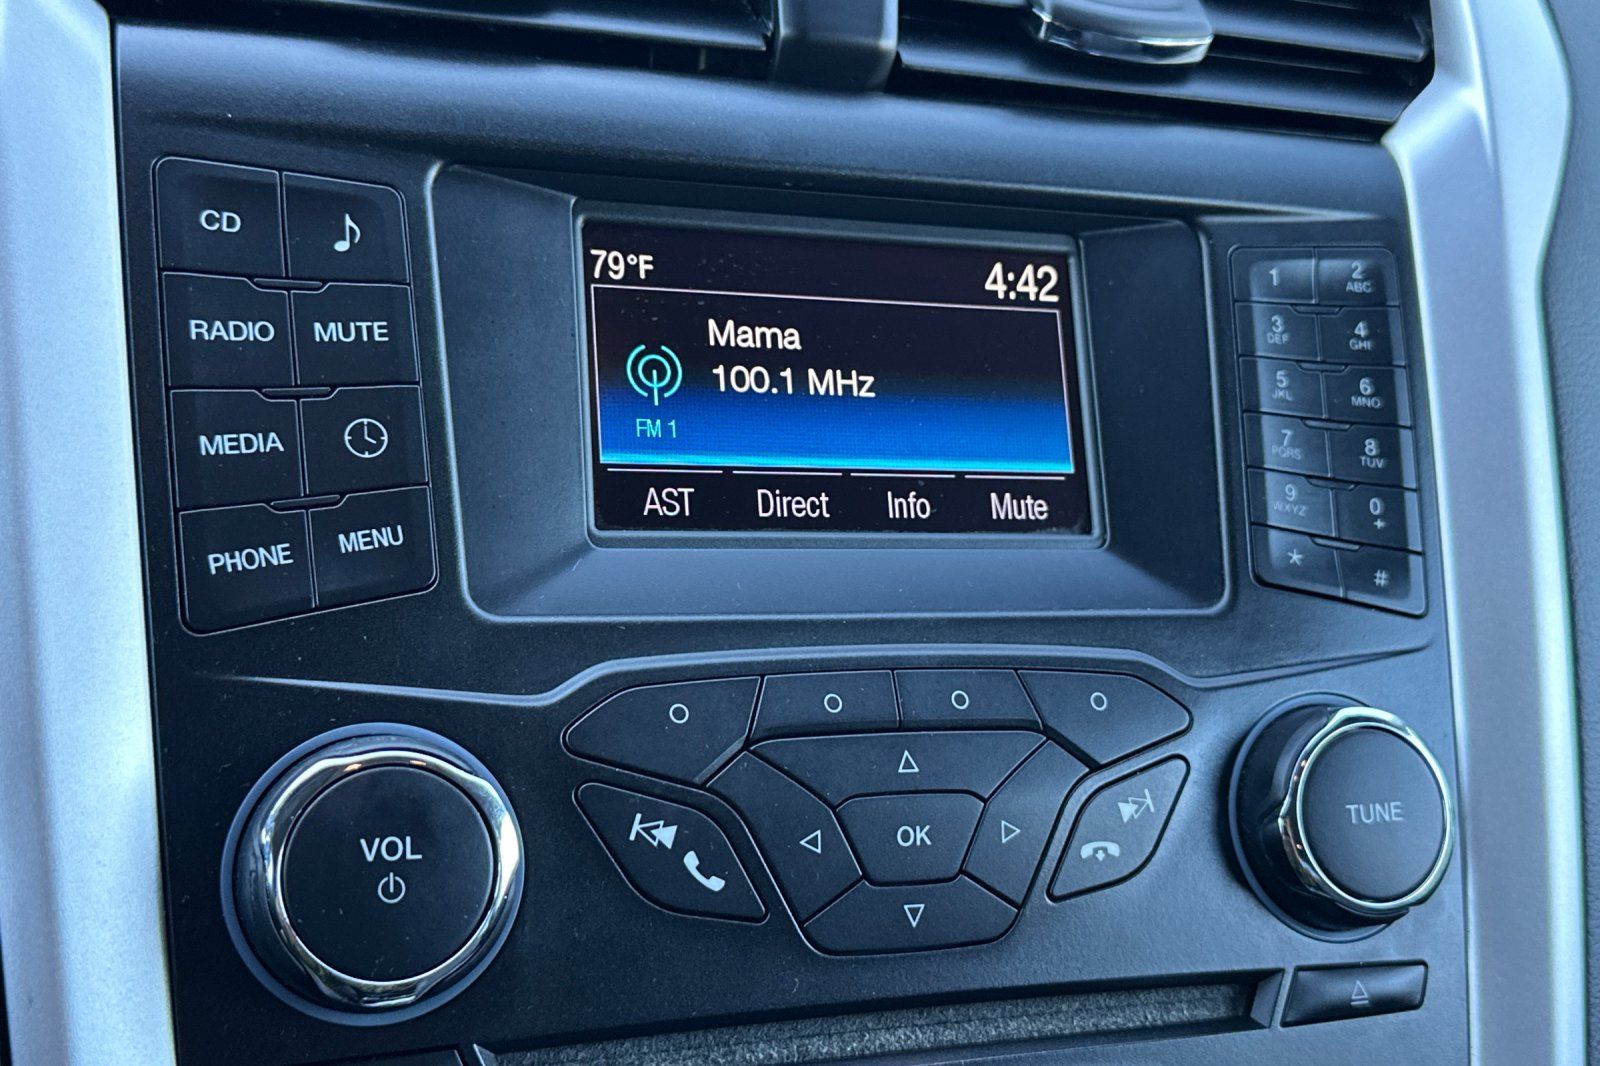 79°F
4:42
Mama
100.1 MHz
FM 1
AST Direct Info Mute
CD
RADIO MUTE
MEDIA
PHONE MENU
1 2 ABC
3 DEF 4 GHI
5 JKL 6 MNO
7 PQRS 8 TUV
9 WXYZ 0 +
* #
VOL
OK
TUNE